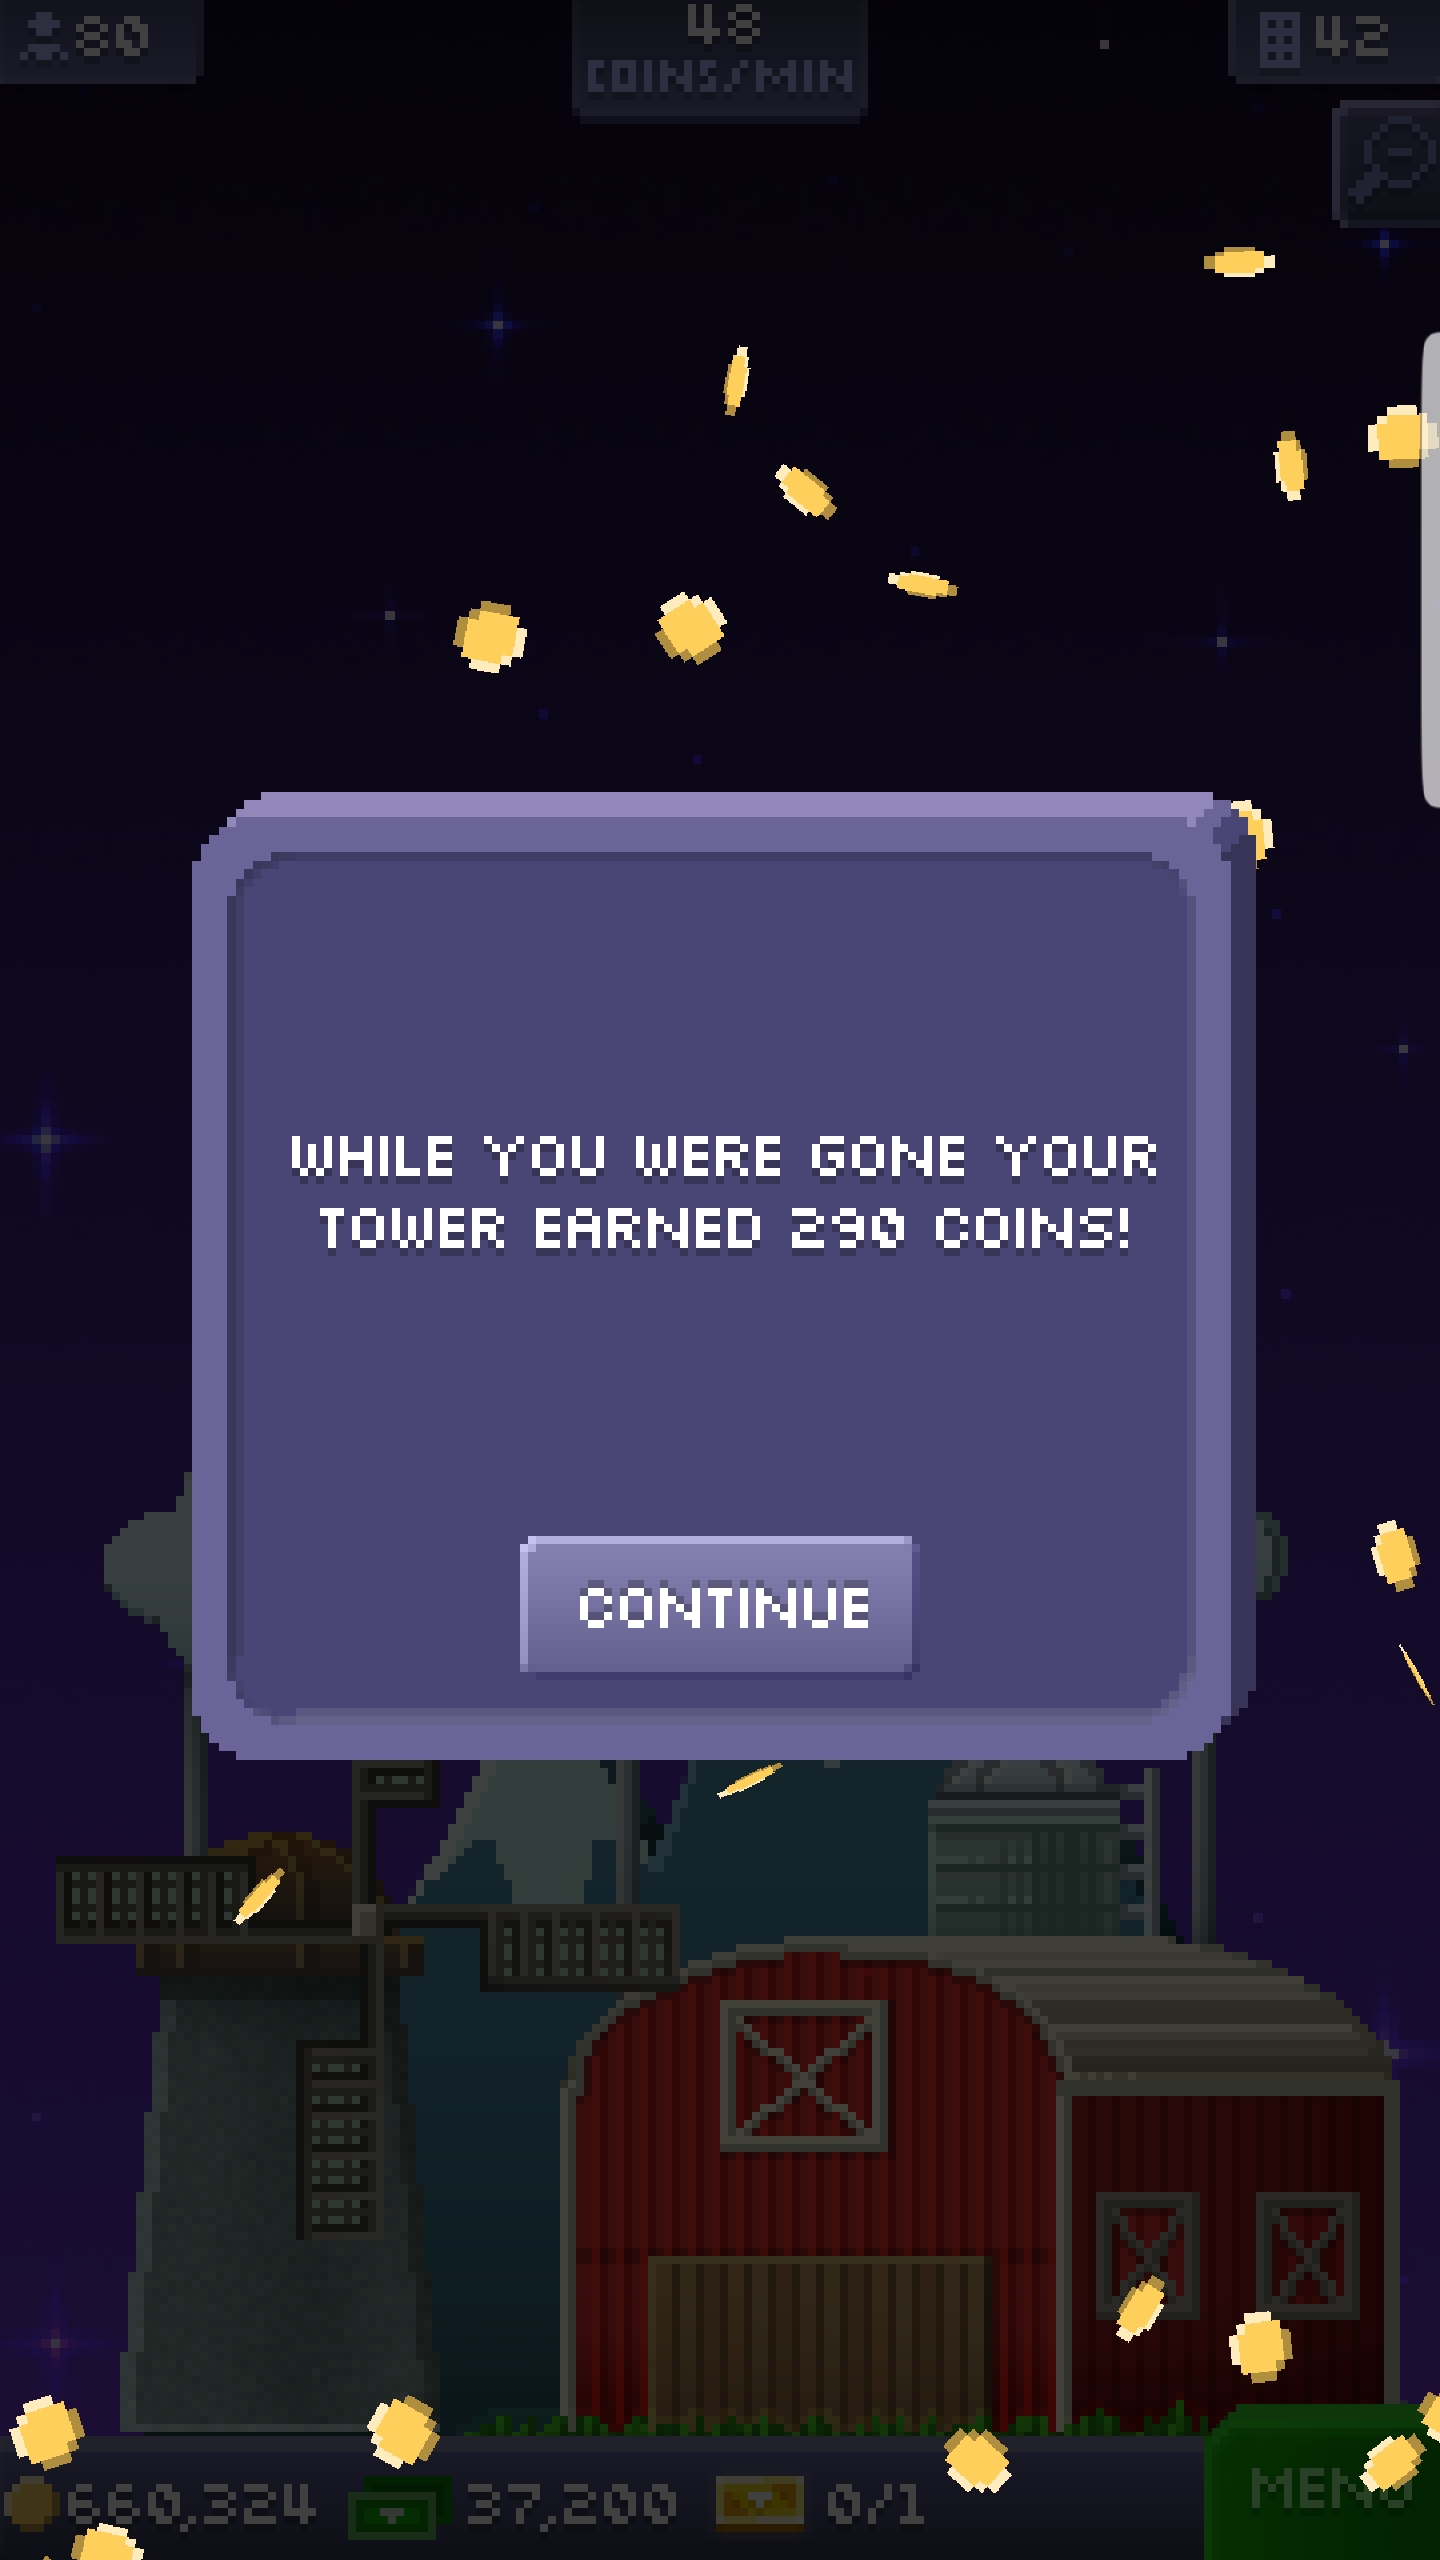 80
48
COINS/MIN
42
WHILE YOU WERE GONE YOUR
TOWER EARNED 290 COINS!
CONTINUE
660,324
37,200
0/1
MENU